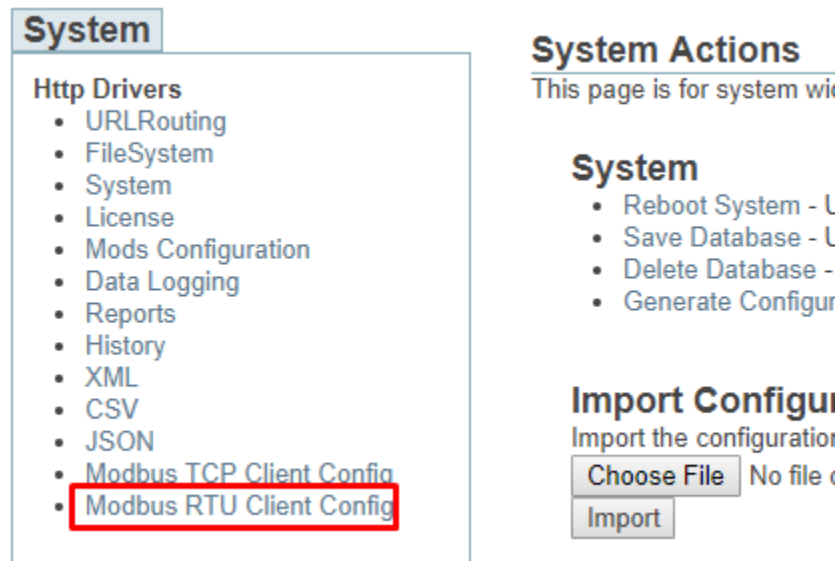 System
Http Drivers
URLRouting
FileSystem
System
License
Mods Configuration
Data Logging
Reports
History
XML
CSV
JSON
Modbus TCP Client Config
Modbus RTU Client Config
System Actions
This page is for system
System
Reboot System -
Save Database -
Delete Database -
Generate
Import
Import the
Choose File No file
Import